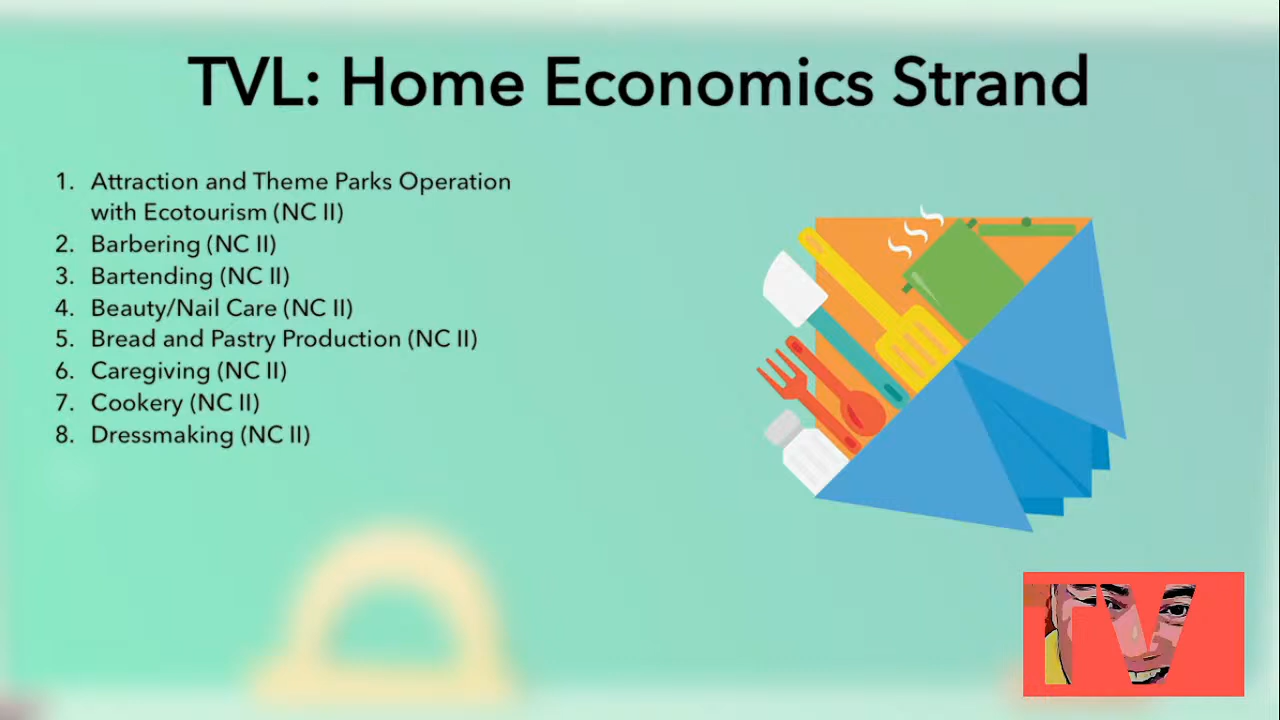 TVL: Home Economics Strand
1. Attraction and Theme Parks Operation
with Ecotourism (NC II)
2. Barbering (NC II)
3. Bartending (NC II)
4. Beauty/Nail Care (NC II)
5. Bread and Pastry Production (NC II)
6. Caregiving (NC II)
7. Cookery (NC II)
8. Dressmaking (NC II)
TV